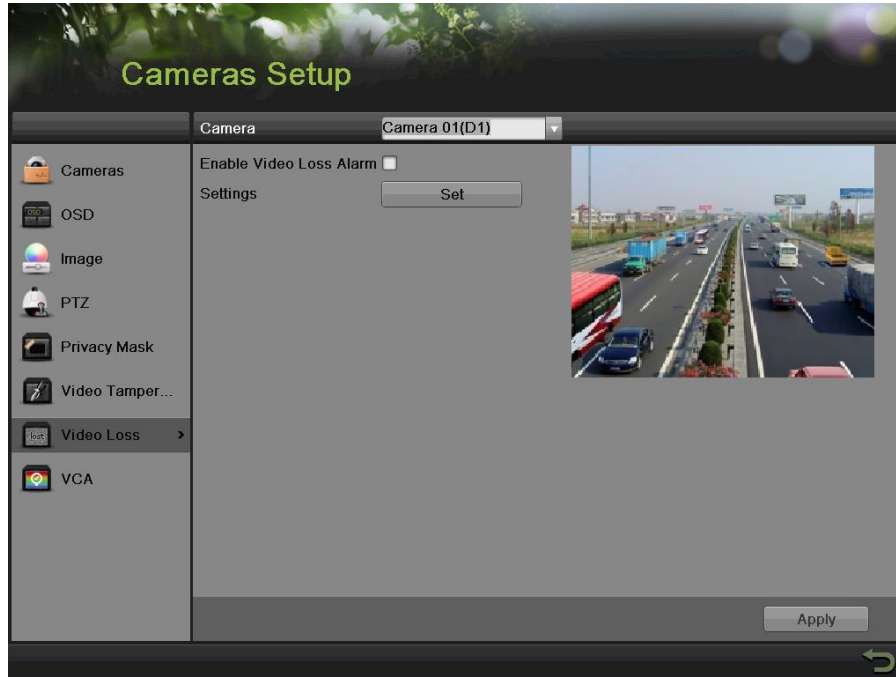 Cameras Setup
Camera Camera 01(D1)
Cameras
OSD
Image
PTZ
Privacy Mask
Video Tamper...
Video Loss >
VCA
Enable Video Loss Alarm
Settings Set
Apply